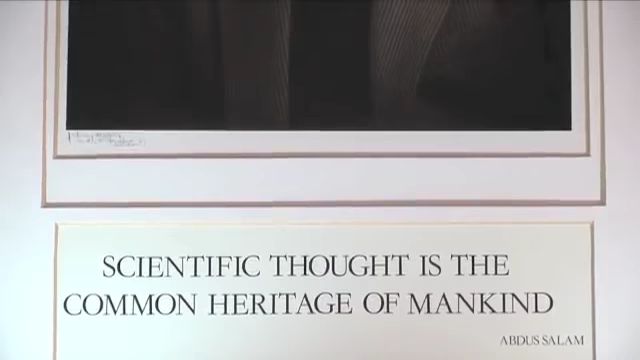 SCIENTIFIC THOUGHT IS THE
COMMON HERITAGE OF MANKIND
ABDUS SALAM